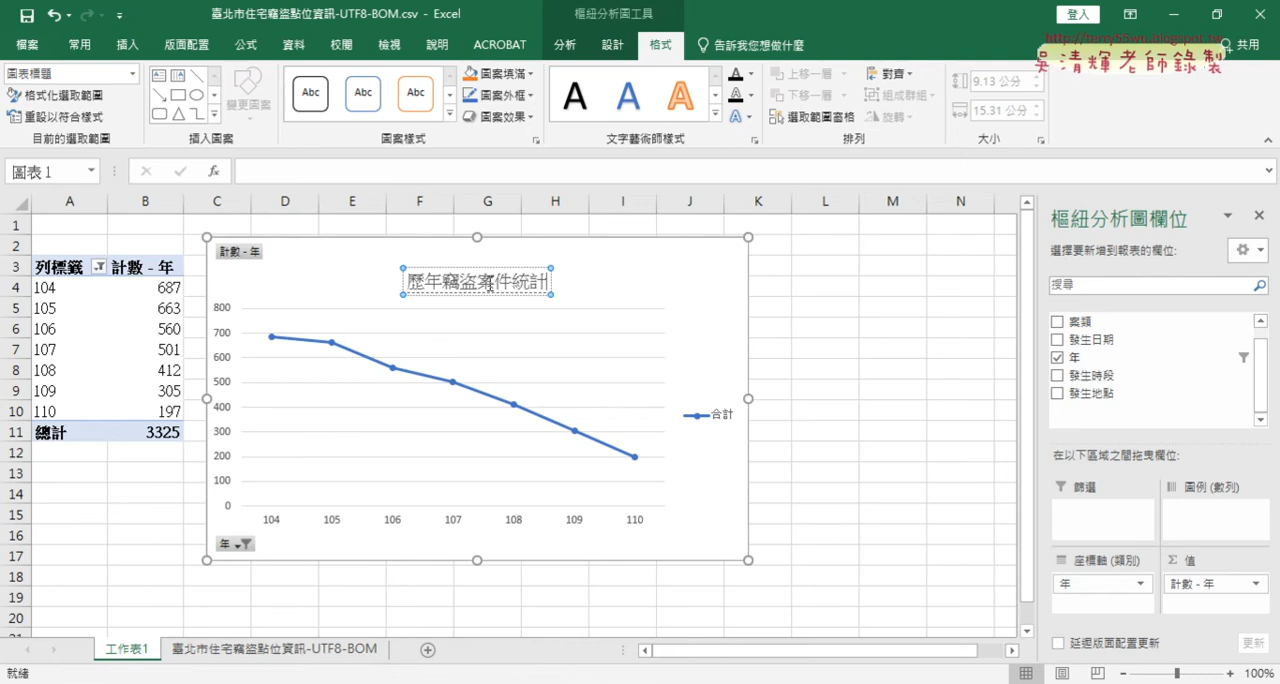 臺北市住宅竊盜點位資訊-UTF8-BOM.csv - Excel
樞紐分析圖工具
登入
檔案 常用 插入 版面配置 公式 資料 校閱 檢視 說明 ACROBAT 分析 設計 格式 告訴我您想做什麼 共用
http://terry55wu.blogspot.tw
吳清輝老師錄製
圖表標題
格式化選取範圍
重設以符合樣式
目前的選取範圍
變更圖案
插入圖案
Abc Abc Abc
圖案填滿
圖案外框
圖案效果
圖案樣式
A A A
文字藝術師樣式
上移一層
下移一層
選取範圍窗格
對齊
組成群組
旋轉
排列
9.13 公分
15.31 公分
大小
圖表 1
fx
A B C D E F G H I J K L M N
1
2
3 列標籤 計數 - 年
4 104 687
5 105 663
6 106 560
7 107 501
8 108 412
9 109 305
10 110 197
11 總計 3325
12
13
14
15
16
17
18
19
20
計數 - 年
歷年竊盜案件統計
800
700
600
500
400
300
200
100
0
104 105 106 107 108 109 110
合計
年
樞紐分析圖欄位
選擇要新增到報表的欄位:
搜尋
案類
發生日期
年
發生時段
發生地點
在以下區域之間拖曳欄位:
篩選
圖例 (數列)
座標軸 (類別)
Σ 值
年
計數 - 年
延遲版面配置更新
更新
工作表1
臺北市住宅竊盜點位資訊-UTF8-BOM
就緒
100%